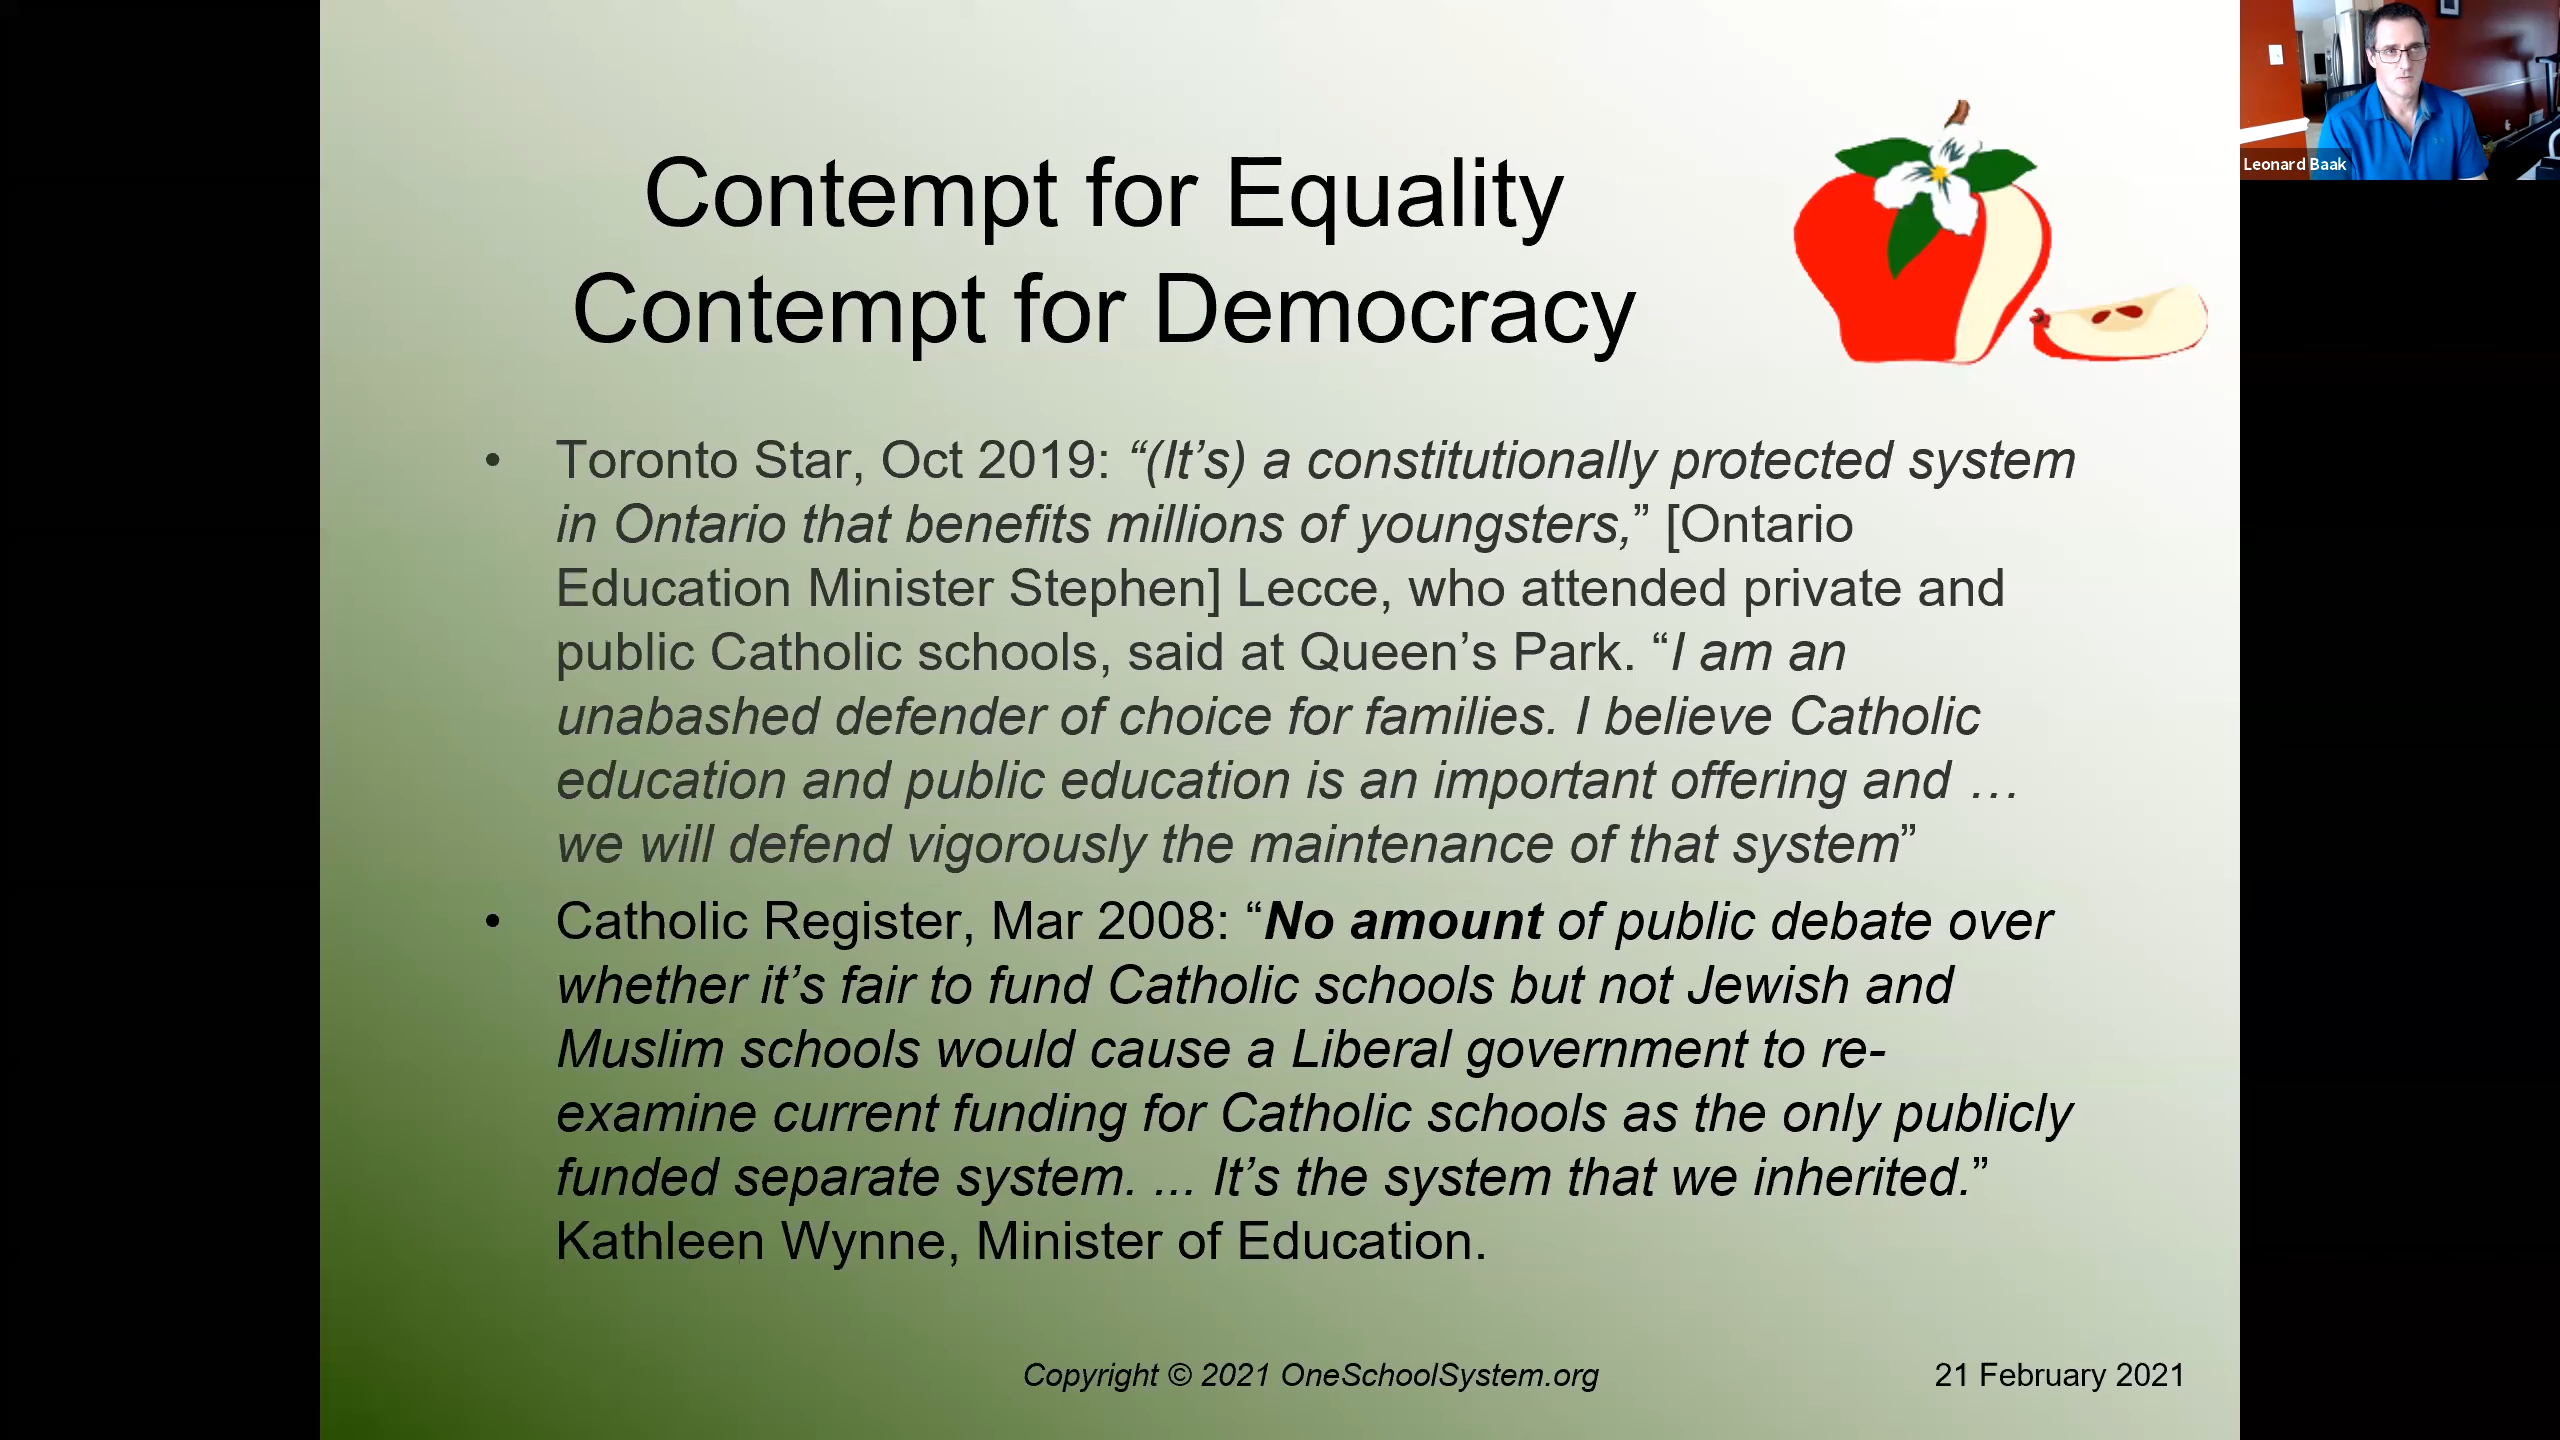 Contempt for Equality
Contempt for Democracy
Leonard Baak
• Toronto Star, Oct 2019: “(It’s) a constitutionally protected system
in Ontario that benefits millions of youngsters,” [Ontario
Education Minister Stephen] Lecce, who attended private and
public Catholic schools, said at Queen’s Park. “I am an
unabashed defender of choice for families. I believe Catholic
education and public education is an important offering and …
we will defend vigorously the maintenance of that system”
• Catholic Register, Mar 2008: “No amount of public debate over
whether it’s fair to fund Catholic schools but not Jewish and
Muslim schools would cause a Liberal government to re-
examine current funding for Catholic schools as the only publicly
funded separate system. ... It’s the system that we inherited.”
Kathleen Wynne, Minister of Education.
Copyright © 2021 OneSchoolSystem.org
21 February 2021